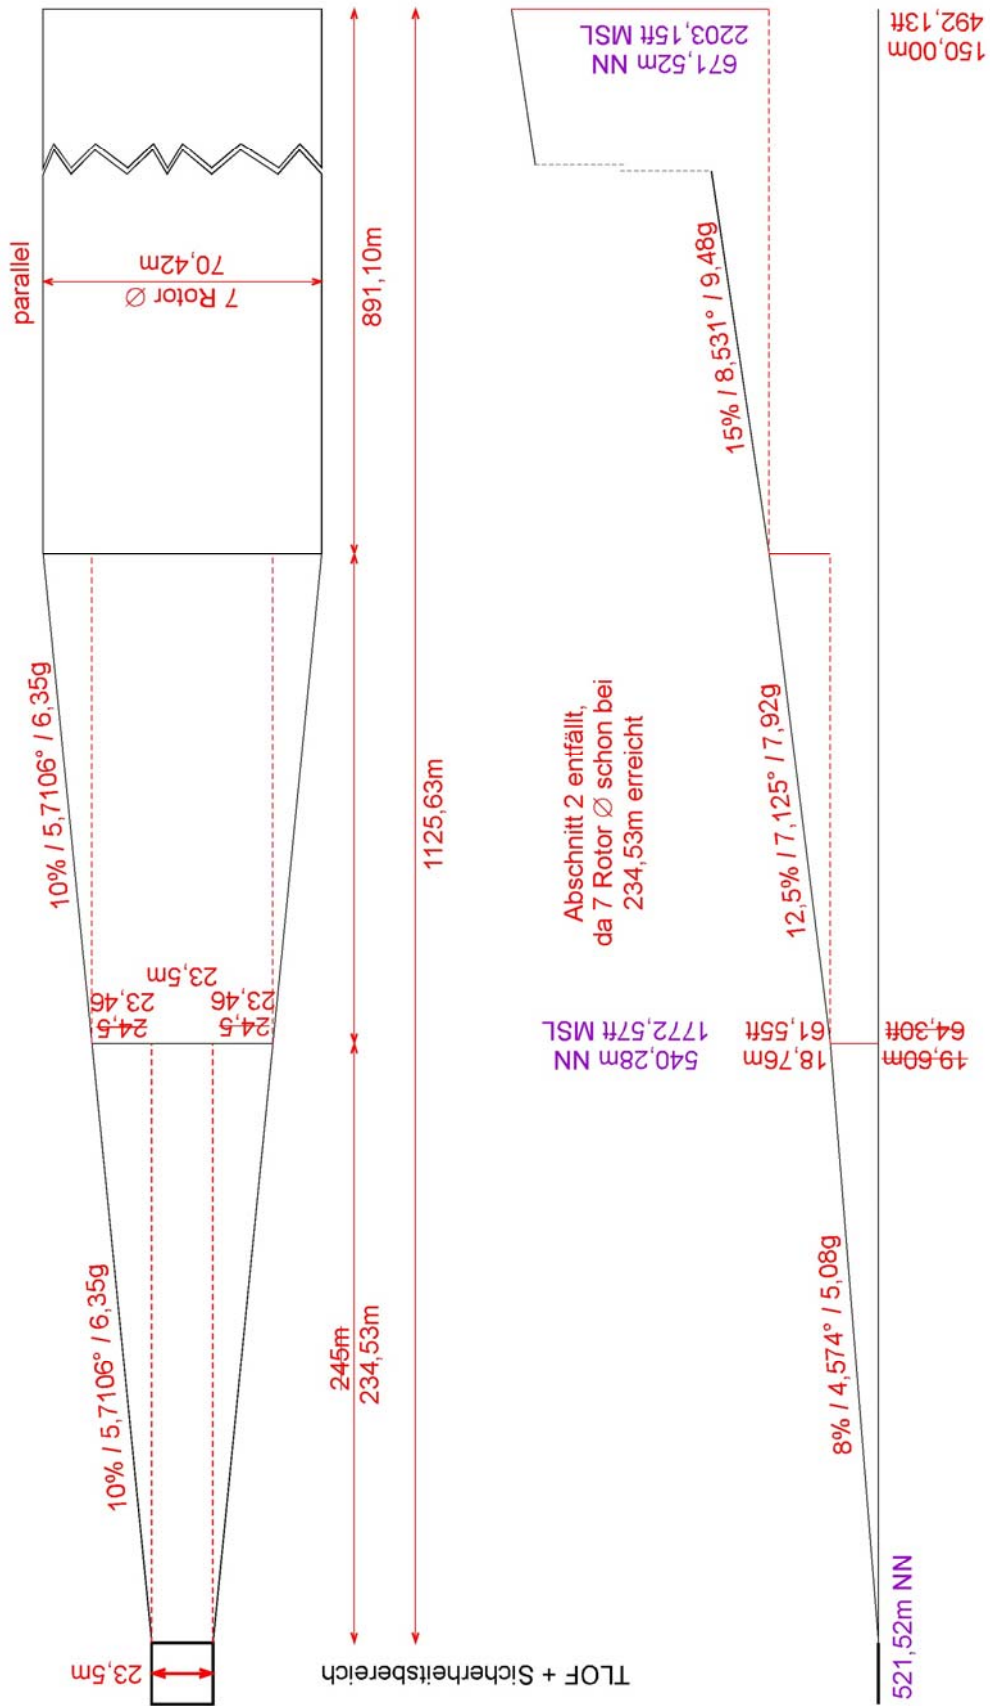 parallel
7 Rotor Ø
70,42m
10% / 5,7106° / 6,35g
10% / 5,7106° / 6,35g
24,5
23,46
23,5m
24,5
23,46
23,5m
TLOF + Sicherheitsbereich
245m
234,53m
891,10m
1125,63m
Abschnitt 2 entfällt,
da 7 Rotor Ø schon bei
234,53m erreicht
671,52m NN
2203,15ft MSL
540,28m NN
1772,57ft MSL
18,76m
61,55ft
19,60m
64,30ft
8% / 4,574° / 5,08g
12,5% / 7,125° / 7,92g
15% / 8,531° / 9,48g
150,00m
492,13ft
521,52m NN